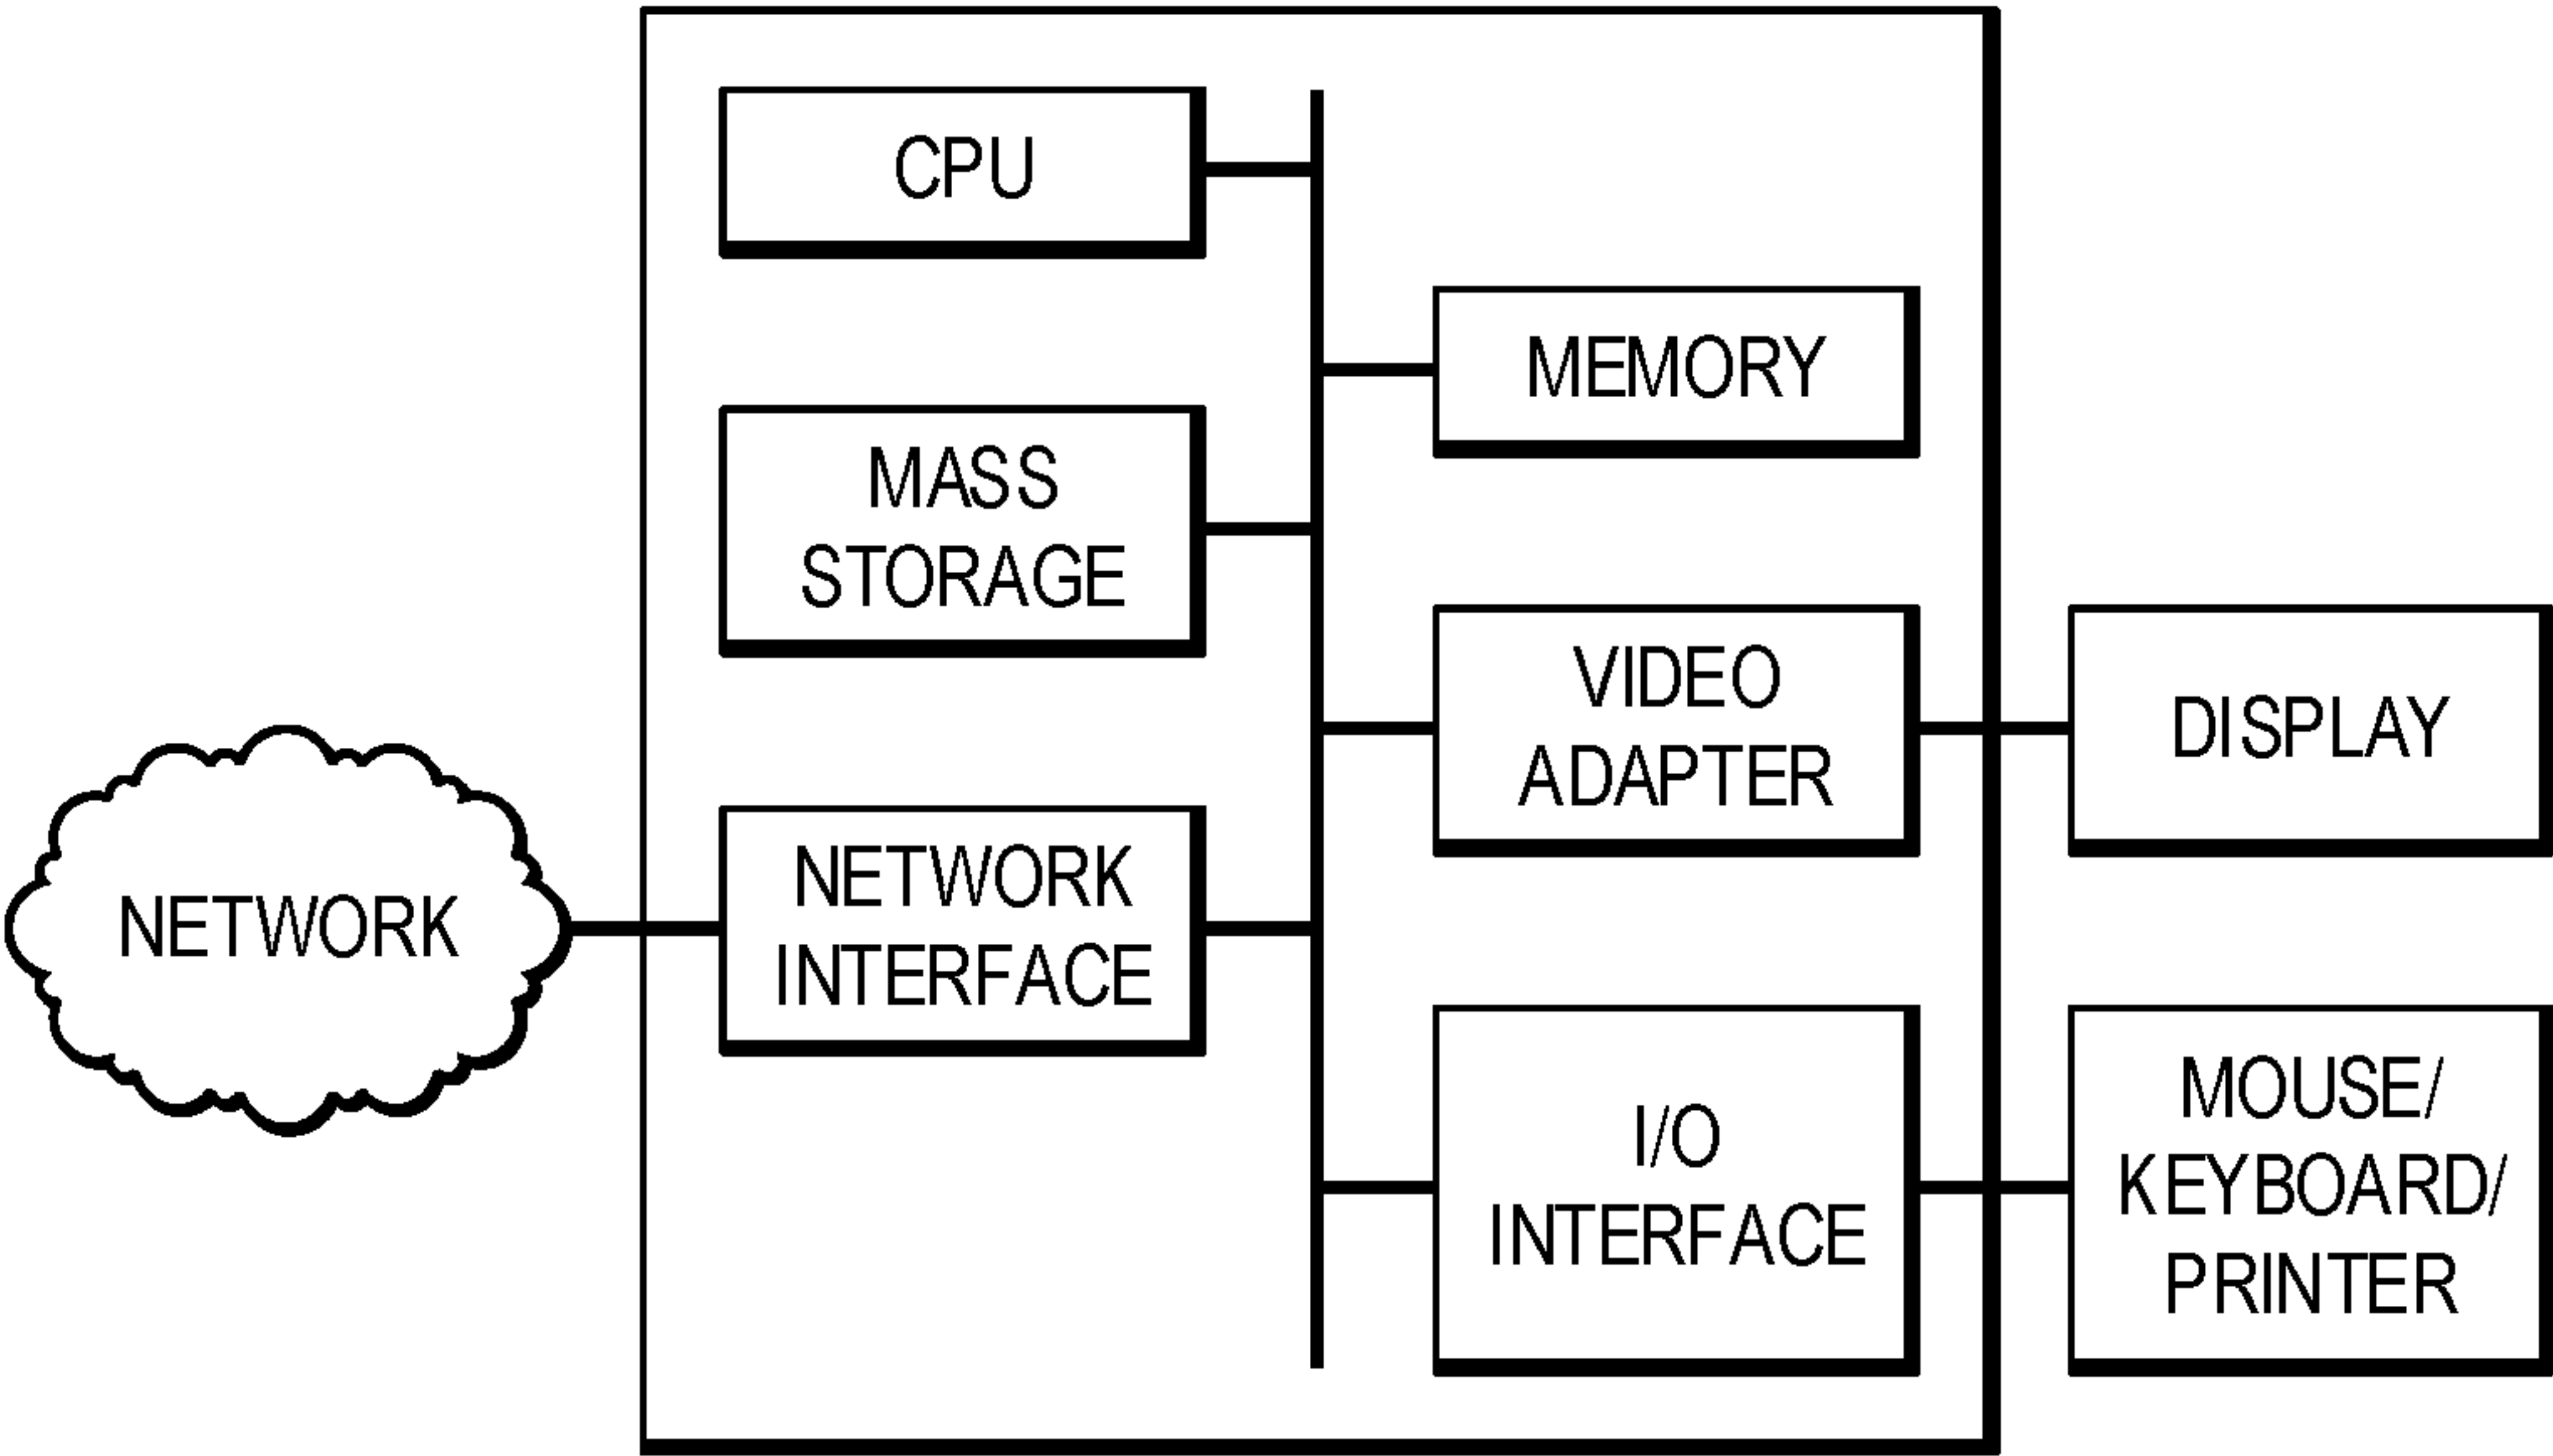 CPU
MEMORY
MASS
STORAGE
VIDEO
ADAPTER
DISPLAY
NETWORK
NETWORK
INTERFACE
I/O
INTERFACE
MOUSE/
KEYBOARD/
PRINTER